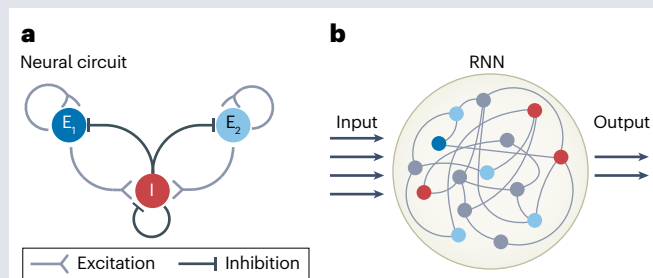 a
Neural circuit
E1
E2
I
Excitation
Inhibition
b
RNN
Input
Output